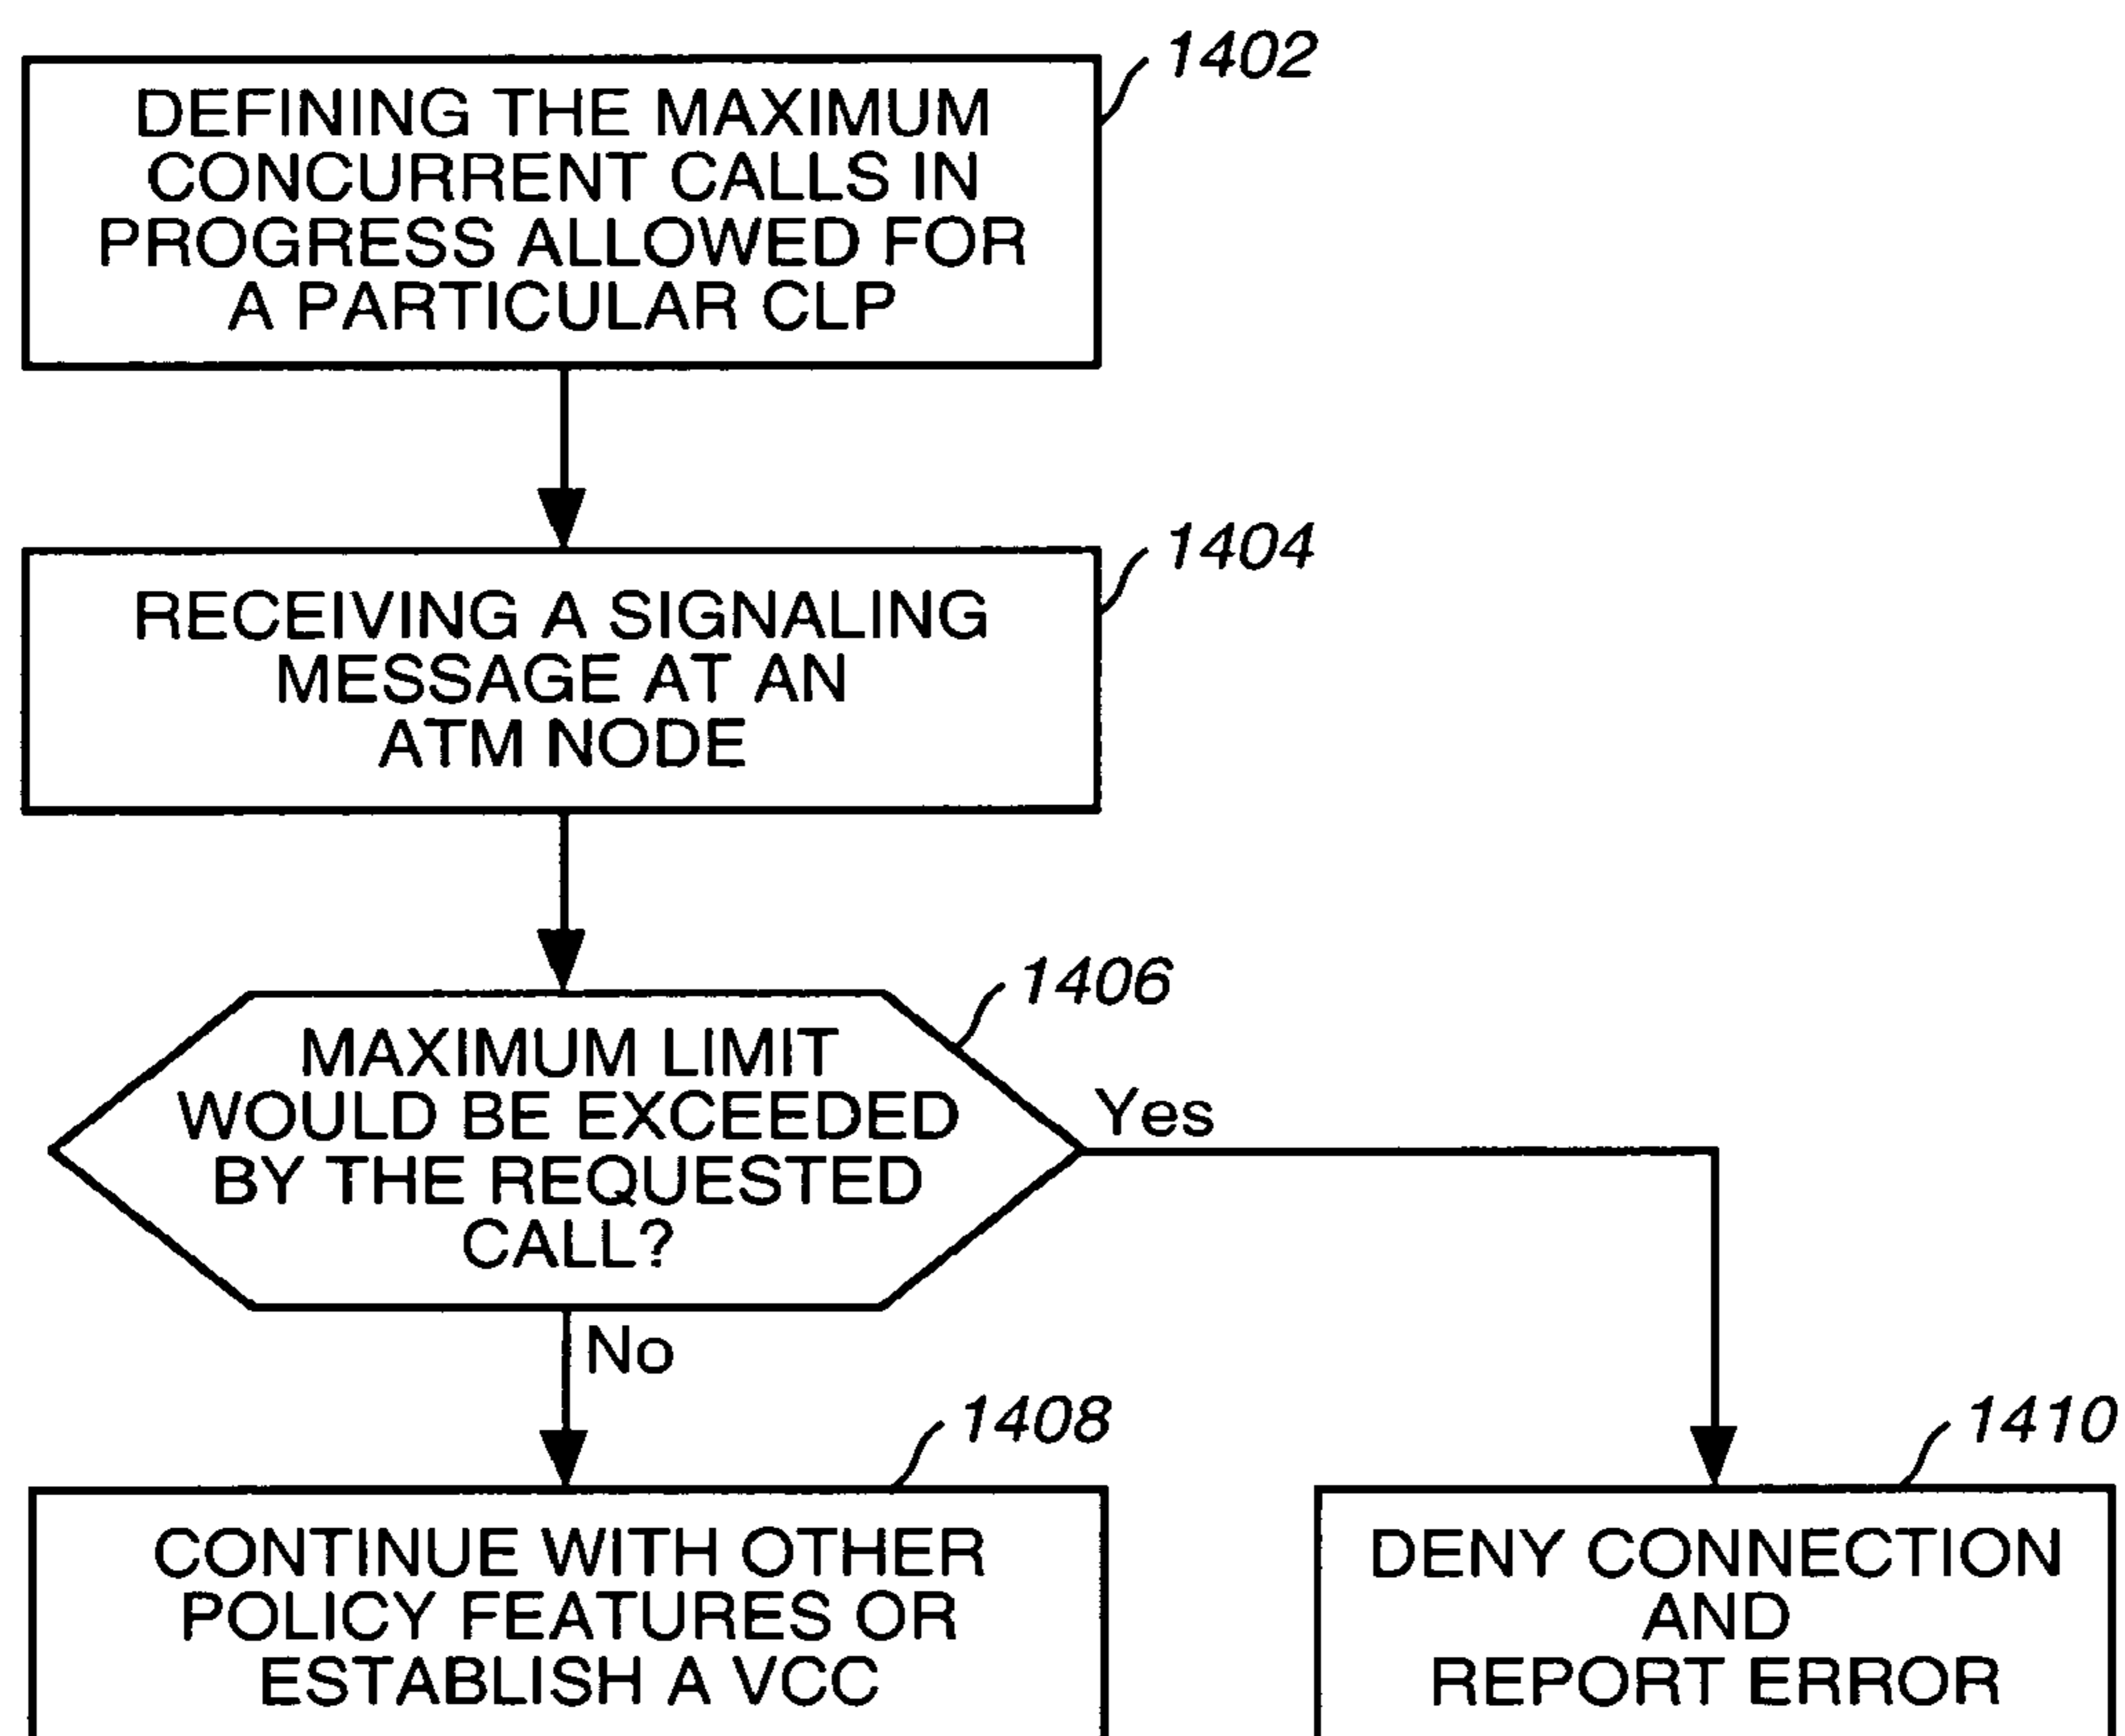 1402
DEFINING THE MAXIMUM
CONCURRENT CALLS IN
PROGRESS ALLOWED FOR
A PARTICULAR CLP
1404
RECEIVING A SIGNALING
MESSAGE AT AN
ATM NODE
1406
MAXIMUM LIMIT
WOULD BE EXCEEDED
BY THE REQUESTED
CALL?
Yes
No
1408
CONTINUE WITH OTHER
POLICY FEATURES OR
ESTABLISH A VCC
1410
DENY CONNECTION
AND
REPORT ERROR